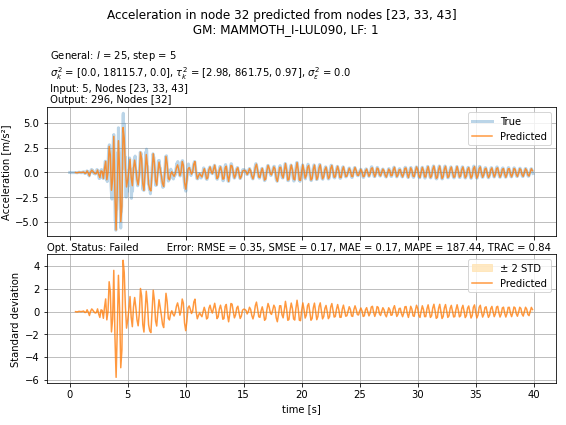 Acceleration in node 32 predicted from nodes [23, 33, 43]
GM: MAMMOTH_I-LUL090, LF: 1
General: l = 25, step = 5
σ²ₖ = [0.0, 18115.7, 0.0], τ²ₖ = [2.98, 861.75, 0.97], σ²ε = 0.0
Input: 5, Nodes [23, 33, 43]
Output: 296, Nodes [32]
5.0
2.5
0.0
−2.5
−5.0
Acceleration [m/s²]
True
Predicted
Opt. Status: Failed
Error: RMSE = 0.35, SMSE = 0.17, MAE = 0.17, MAPE = 187.44, TRAC = 0.84
4
2
0
−2
−4
−6
Standard deviation
± 2 STD
Predicted
0 5 10 15 20 25 30 35 40
time [s]